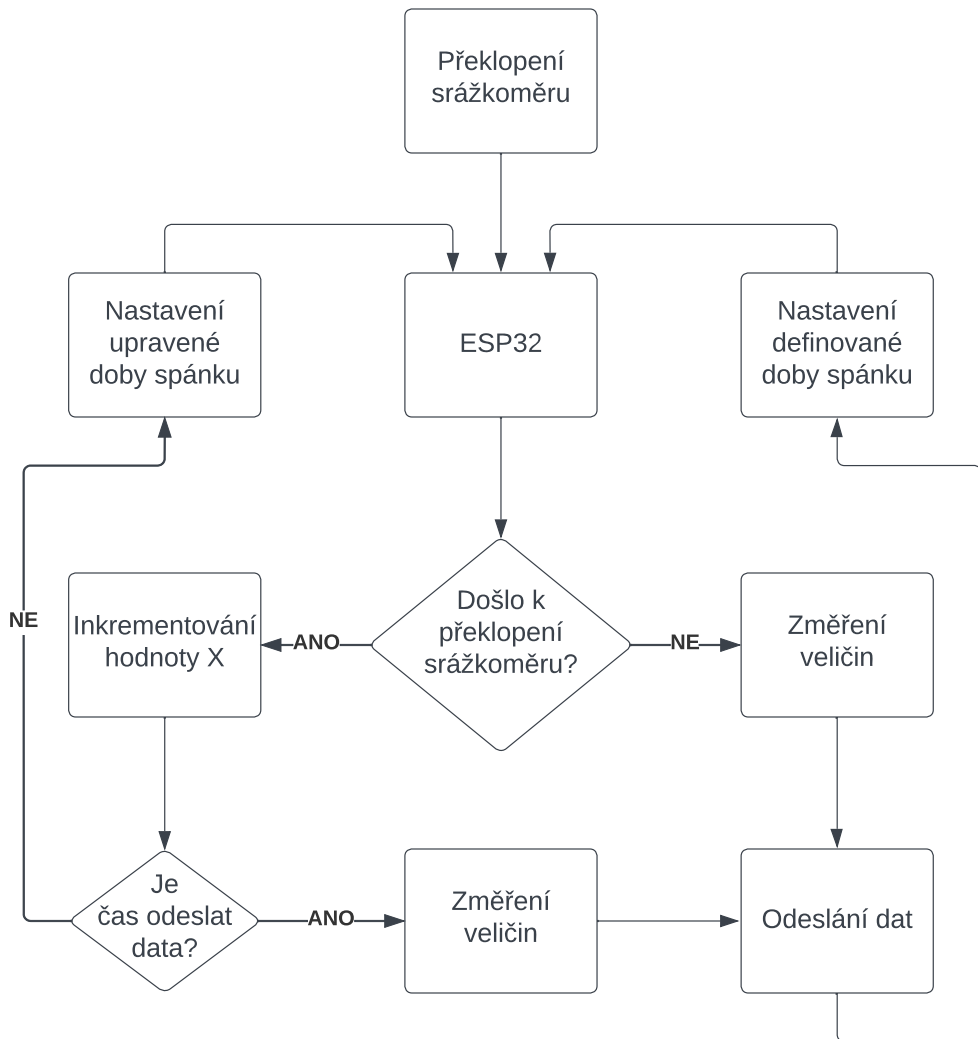 Překlopení
srážkoměru
Nastavení
upravené
doby spánku
ESP32
Nastavení
definované
doby spánku
NE
Inkrementování
hodnoty X
ANO
Došlo k
překlopení
srážkoměru?
NE
Změření
veličin
Je
čas odeslat
data?
ANO
Změření
veličin
Odeslání dat